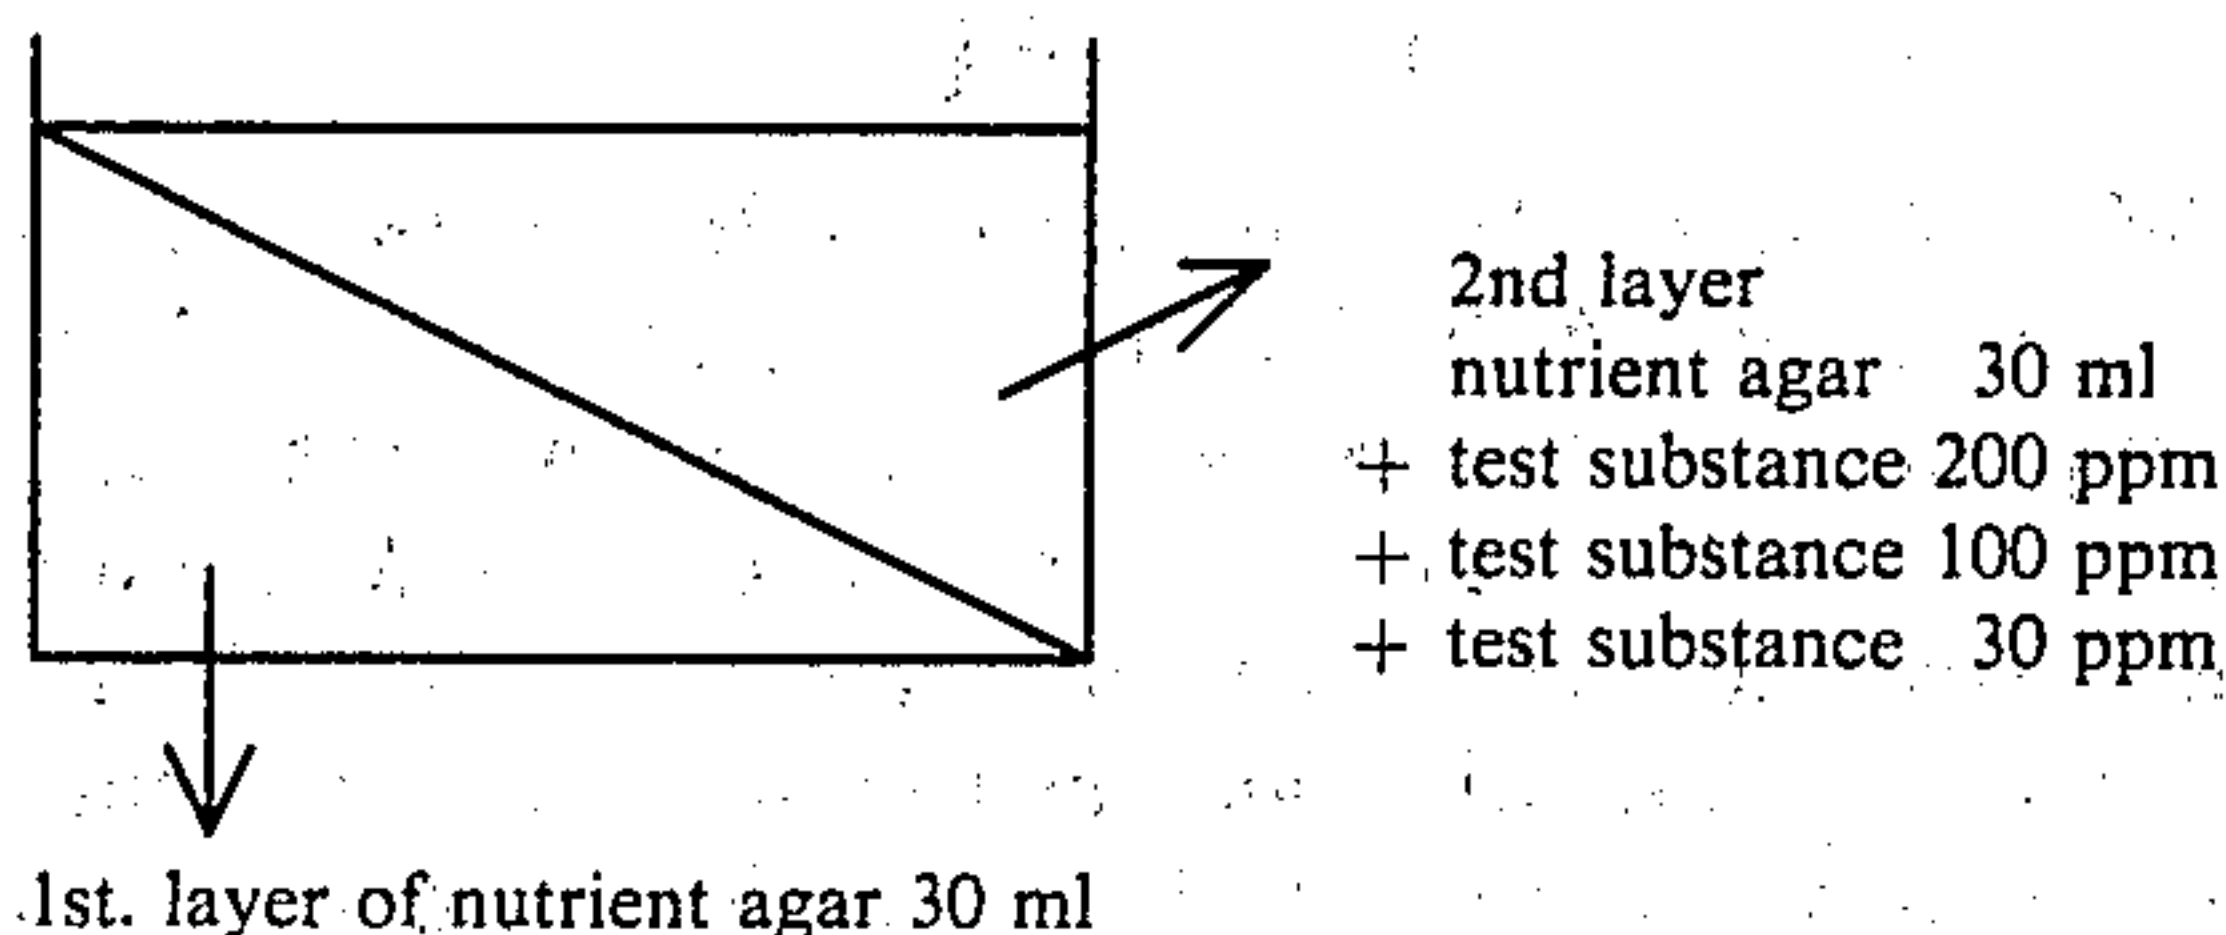 2nd layer
nutrient agar 30 ml
+ test substance 200 ppm
+ test substance 100 ppm
+ test substance 30 ppm
1st. layer of nutrient agar 30 ml